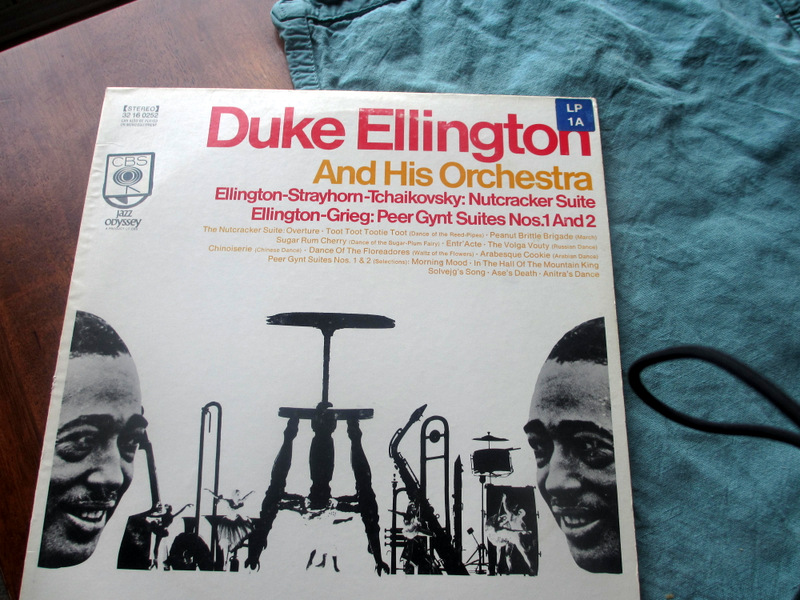 [STEREO]
32 16 0252
CBS
jazz
odyssey
LP
1A
Duke Ellington
And His Orchestra
Ellington-Strayhorn-Tchaikovsky: Nutcracker Suite
Ellington-Grieg: Peer Gynt Suites Nos.1 And 2
The Nutcracker Suite: Overture · Toot Toot Tootie Toot (Dance of the Reed-Pipes) · Peanut Brittle Brigade (March)
Sugar Rum Cherry (Dance of the Sugar-Plum Fairy) · Entr'Acte · The Volga Vouty (Russian Dance)
Chinoiserie (Chinese Dance) · Dance Of The Floreadores (Waltz of the Flowers) · Arabesque Cookie (Arabian Dance)
Peer Gynt Suites Nos. 1 & 2 (Selections): Morning Mood · In The Hall Of The Mountain King
Solvejg's Song · Ase's Death · Anitra's Dance